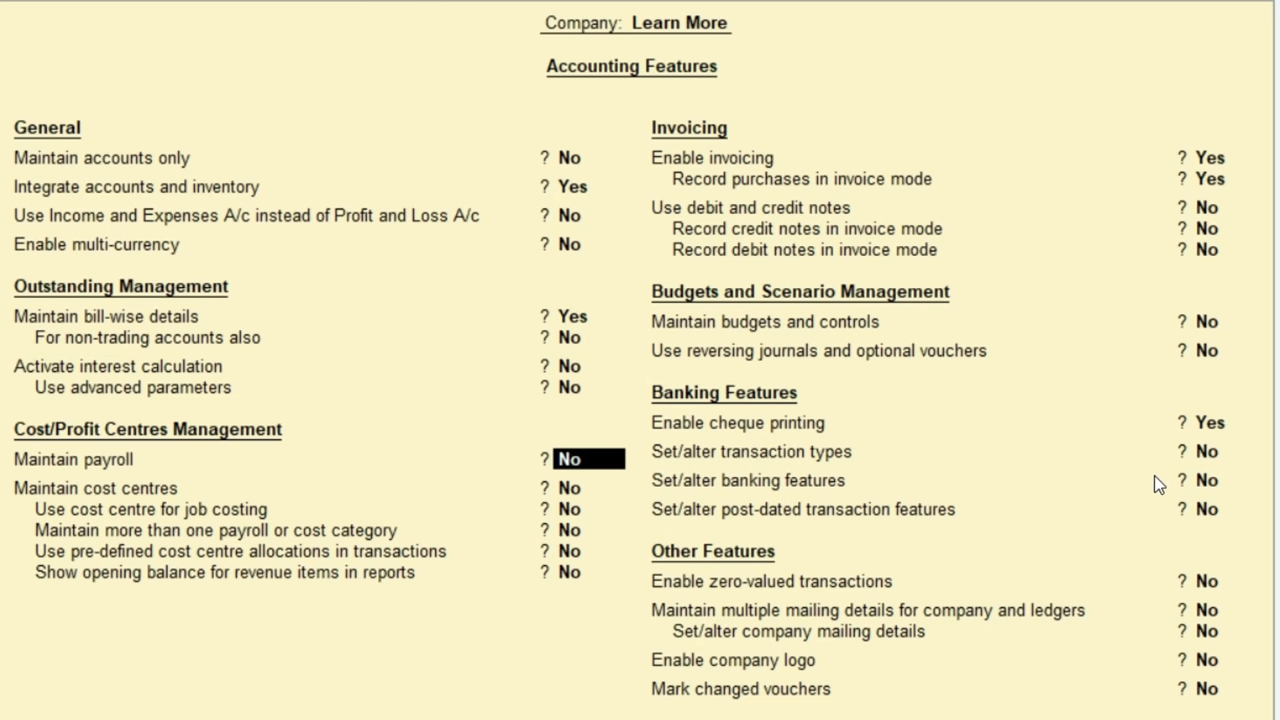 Company: Learn More
Accounting Features
General
Maintain accounts only ? No
Integrate accounts and inventory ? Yes
Use Income and Expenses A/c instead of Profit and Loss A/c ? No
Enable multi-currency ? No
Outstanding Management
Maintain bill-wise details ? Yes
For non-trading accounts also ? No
Activate interest calculation ? No
Use advanced parameters ? No
Cost/Profit Centres Management
Maintain payroll ? No
Maintain cost centres ? No
Use cost centre for job costing ? No
Maintain more than one payroll or cost category ? No
Use pre-defined cost centre allocations in transactions ? No
Show opening balance for revenue items in reports ? No
Invoicing
Enable invoicing ? Yes
Record purchases in invoice mode ? Yes
Use debit and credit notes ? No
Record credit notes in invoice mode ? No
Record debit notes in invoice mode ? No
Budgets and Scenario Management
Maintain budgets and controls ? No
Use reversing journals and optional vouchers ? No
Banking Features
Enable cheque printing ? Yes
Set/alter transaction types ? No
Set/alter banking features ? No
Set/alter post-dated transaction features ? No
Other Features
Enable zero-valued transactions ? No
Maintain multiple mailing details for company and ledgers ? No
Set/alter company mailing details ? No
Enable company logo ? No
Mark changed vouchers ? No